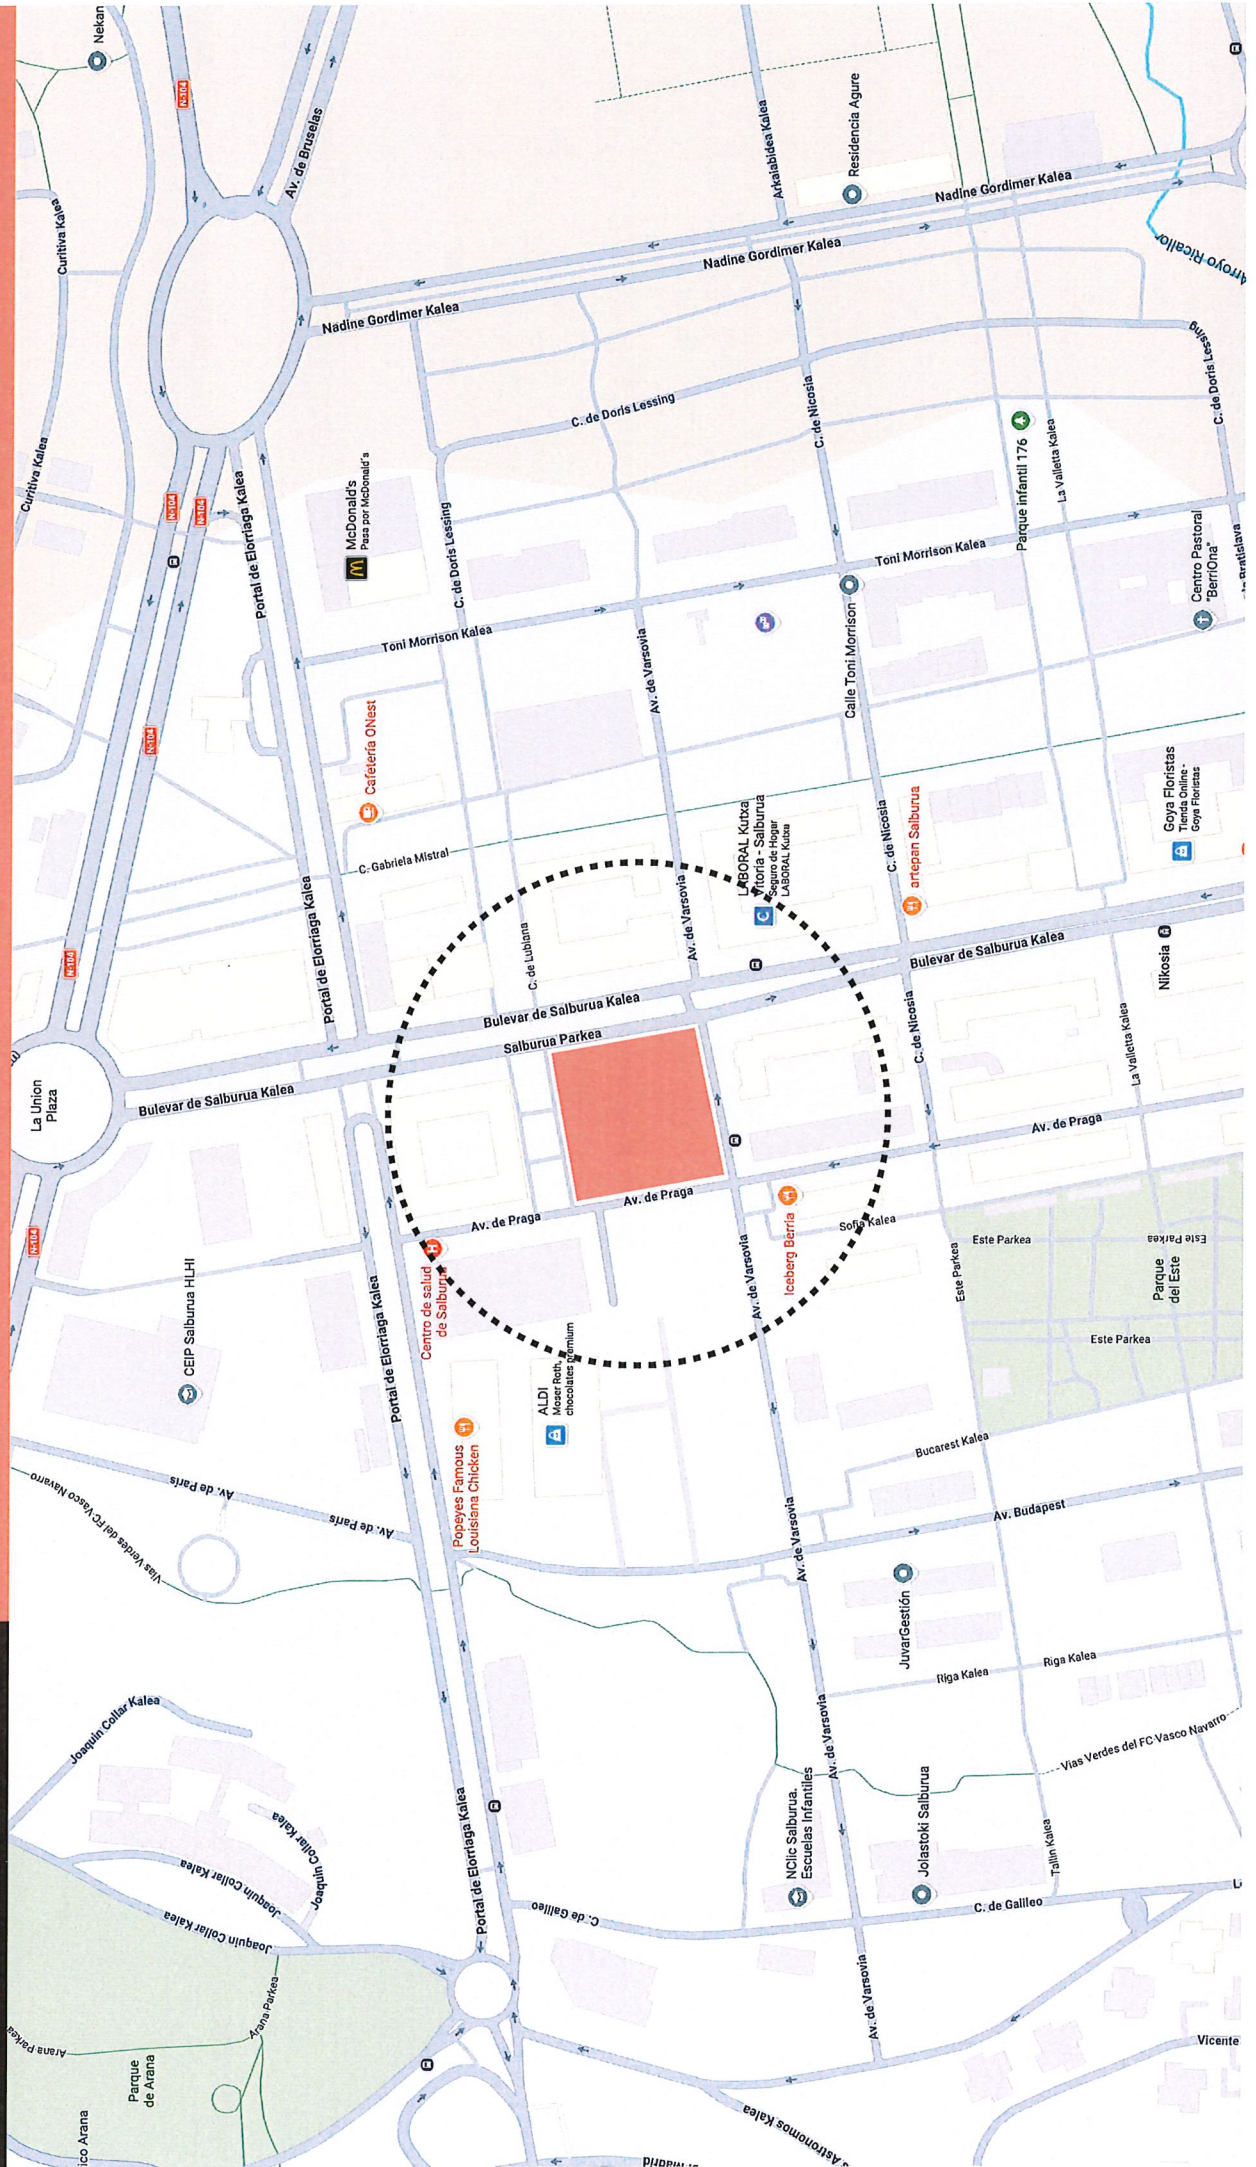 Nekan
N-104
Av. de Bruselas
Curitiva Kalea
Curitiva Kalea
Arkaiabidea Kalea
Residencia Agure
Nadine Gordimer Kalea
Nadine Gordimer Kalea
Nadine Gordimer Kalea
Arroyo Ricallor
C. de Doris Lessing
C. de Doris Lessing
C. de Doris Lessing
C. de Nicosia
Parque infantil 176
La Valletta Kalea
N-104
N-104
Portal de Elorriaga Kalea
McDonald's
Pasa por McDonald's
Toni Morrison Kalea
Toni Morrison Kalea
Calle Toni Morrison
Centro Pastoral
"BerriOna"
Bratislava
Av. de Varsovia
N-104
Cafetería ONest
C. Gabriela Mistral
LABORAL Kutxa
Vitoria - Salburua
Seguro de Hogar
LABORAL Kutxa
C. de Nicosia
artepan Salburua
Goya Floristas
Tienda Online -
Goya Floristas
N-104
Portal de Elorriaga Kalea
C. de Lubiana
Av. de Varsovia
Bulevar de Salburua Kalea
Salburua Parkea
Bulevar de Salburua Kalea
Nikosia
C. de Nicosia
La Valletta Kalea
La Union
Plaza
Bulevar de Salburua Kalea
Av. de Praga
Av. de Praga
Av. de Praga
N-104
CEIP Salburua HLHI
Portal de Elorriaga Kalea
Centro de salud
de Salburua
Av. de Varsovia
Iceberg Berria
Sofia Kalea
Este Parkea
Este Parkea
Este Parkea
Parque
del Este
Este Parkea
ALDI
Moser Roth,
chocolates premium
Popeyes Famous
Louisiana Chicken
Bucarest Kalea
Av. Budapest
Av. de París
Av. de París
Vias Verdes del FC Vasco Navarro
Av. de Varsovia
JuvarGestión
Riga Kalea
Riga Kalea
Vias Verdes del FC Vasco Navarro
Av. de Varsovia
Joaquin Collar Kalea
Joaquin Collar Kalea
Joaquin Collar Kalea
Joaquin Collar Kalea
Joaquin Collar Kalea
Portal de Elorriaga Kalea
NClic Salburua.
Escuelas Infantiles
Jolastoki Salburua
Tallin Kalea
C. de Galileo
C. de Galileo
Av. de Varsovia
Arana Parkea
Arana Parkea
Parque
de Arana
ico Arana
Astronomos Kalea
Madrid
Vicente